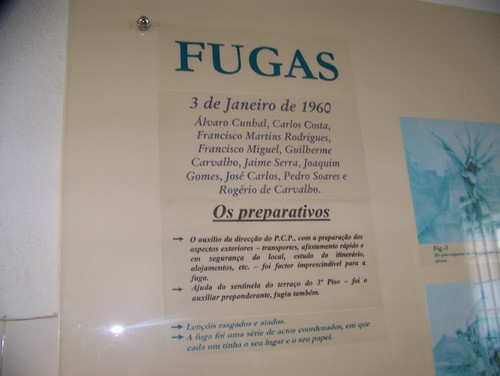 FUGAS
3 de Janeiro de 1960
Álvaro Cunhal, Carlos Costa,
Francisco Martins Rodrigues,
Francisco Miguel, Guilherme
Carvalho, Jaime Serra, Joaquim
Gomes, José Carlos, Pedro Soares e
Rogério de Carvalho.
Os preparativos
→ O auxílio da direcção do P.C.P., com a preparação dos
aspectos exteriores – transportes, afastamento rápido e
em segurança do local, estudo do itinerário,
alojamentos, etc. – foi factor imprescindível para a
fuga.
→ Ajuda do sentinela do terraço do 3º Piso – foi o
auxiliar preponderante, fugiu também.
→ Lençóis rasgados e atados.
→ A fuga foi uma série de actos coordenados, em que
cada um tinha o seu lugar e o seu papel.
Fig.-1